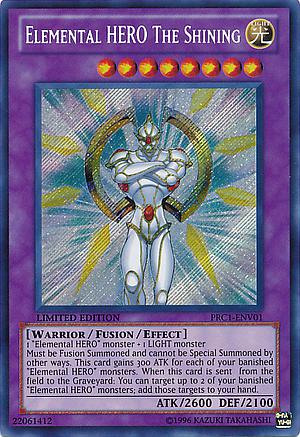 ELEMENTAL HERO THE SHINING
LIGHT
光
LIMITED EDITION
PRC1-ENV01
[WARRIOR / FUSION / EFFECT]
1 "Elemental HERO" monster + 1 LIGHT monster
Must be Fusion Summoned and cannot be Special Summoned by
other ways. This card gains 300 ATK for each of your banished
"Elemental HERO" monsters. When this card is sent from
the field to the Graveyard: You can target up to 2 of your banished
"Elemental HERO" monsters; add those targets to your hand.
ATK/2600 DEF/2100
22061412
©1996 KAZUKI TAKAHASHI